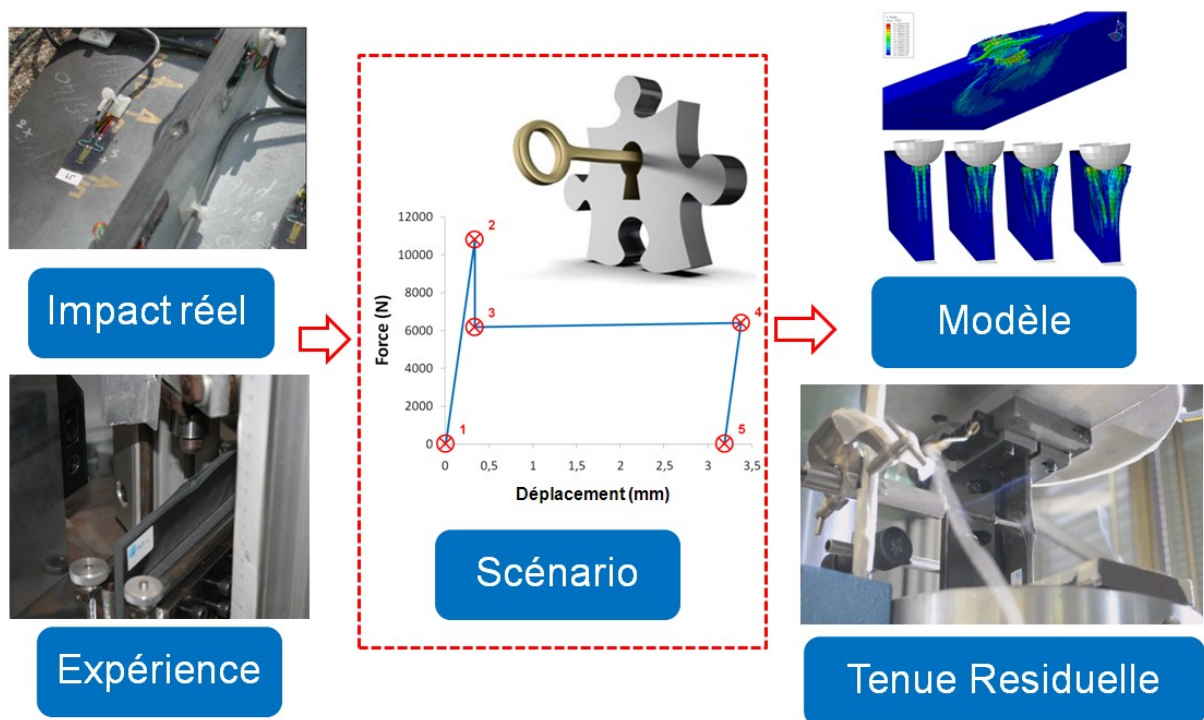 Impact réel
Expérience
Force (N)
12000
10000
8000
6000
4000
2000
0
1
2
3
4
5
0
0,5
1
1,5
2
2,5
3
3,5
Déplacement (mm)
Scénario
Modèle
Tenue Residuelle